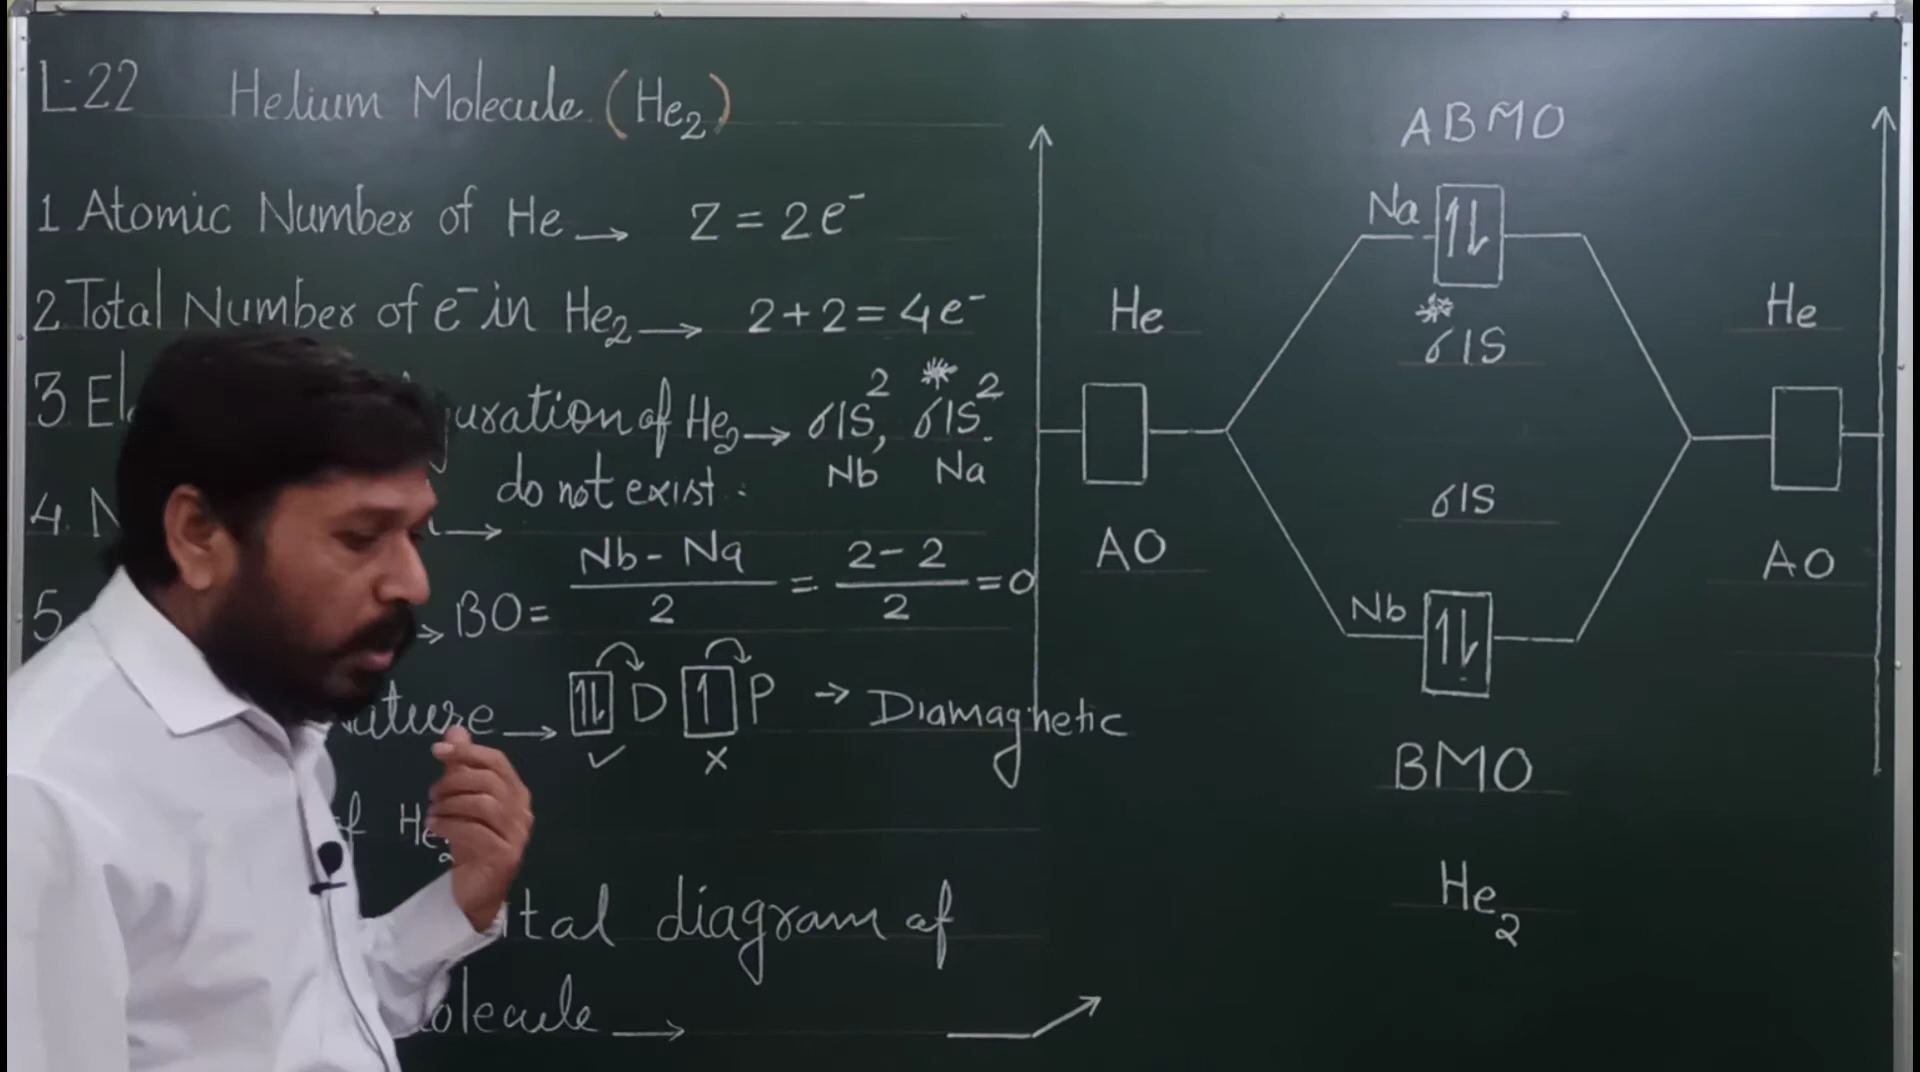 L-22 Helium Molecule (He₂)
1 Atomic Number of He → Z = 2e⁻
2 Total Number of e⁻ in He₂ → 2+2 = 4e⁻
3 uration of He₂ → σ1S², σ*1S².
Nb Na
4. N → do not exist.
5 → BO = Nb - Na / 2 = 2-2 / 2 = 0
ature → ⥮ D ↑ P → Diamagnetic
✓ ×
of He₂
ital diagram of
olecule →
ABMO
Na ⥮
σ*1S
He
He
AO
AO
σ1S
Nb ⥮
BMO
He₂